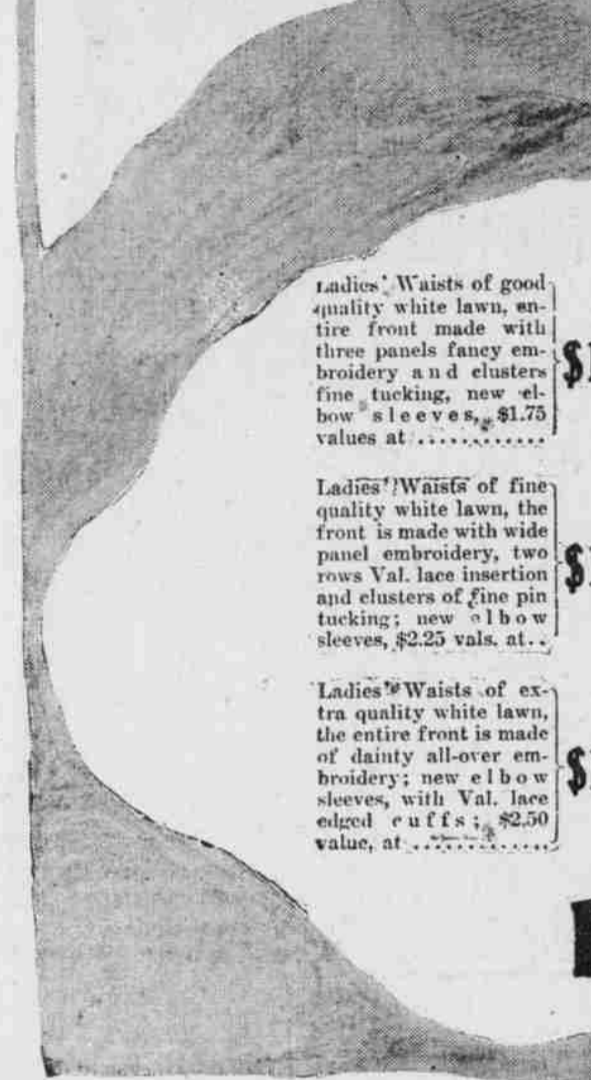 Ladies' Waists of good
quality white lawn, en-
tire front made with
three panels fancy em-
broidery and clusters
fine tucking, new el-
bow sleeves, $1.75
values at ............
$1
Ladies' Waists of fine
quality white lawn, the
front is made with wide
panel embroidery, two
rows Val. lace insertion
and clusters of fine pin
tucking; new elbow
sleeves, $2.25 vals. at..
$1
Ladies' Waists of ex-
tra quality white lawn,
the entire front is made
of dainty all-over em-
broidery; new elbow
sleeves, with Val. lace
edged cuffs; $2.50
value, at .............
$1